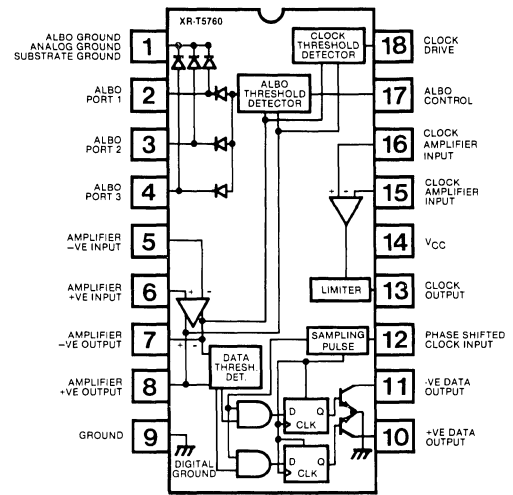 XR-T5760
ALBO GROUND
ANALOG GROUND
SUBSTRATE GROUND
1
ALBO
PORT 1
2
ALBO
PORT 2
3
ALBO
PORT 3
4
AMPLIFIER
–VE INPUT
5
AMPLIFIER
+VE INPUT
6
AMPLIFIER
–VE OUTPUT
7
AMPLIFIER
+VE OUTPUT
8
GROUND
9
CLOCK
THRESHOLD
DETECTOR
ALBO
THRESHOLD
DETECTOR
+ -
+ -
LIMITER
+ -
SAMPLING
PULSE
DATA
THRESH.
DET.
D Q
CLK
D Q
CLK
DIGITAL
GROUND
18
CLOCK
DRIVE
17
ALBO
CONTROL
16
CLOCK
AMPLIFIER
INPUT
15
CLOCK
AMPLIFIER
INPUT
14
VCC
13
CLOCK
OUTPUT
12
PHASE SHIFTED
CLOCK INPUT
11
-VE DATA
OUTPUT
10
+VE DATA
OUTPUT